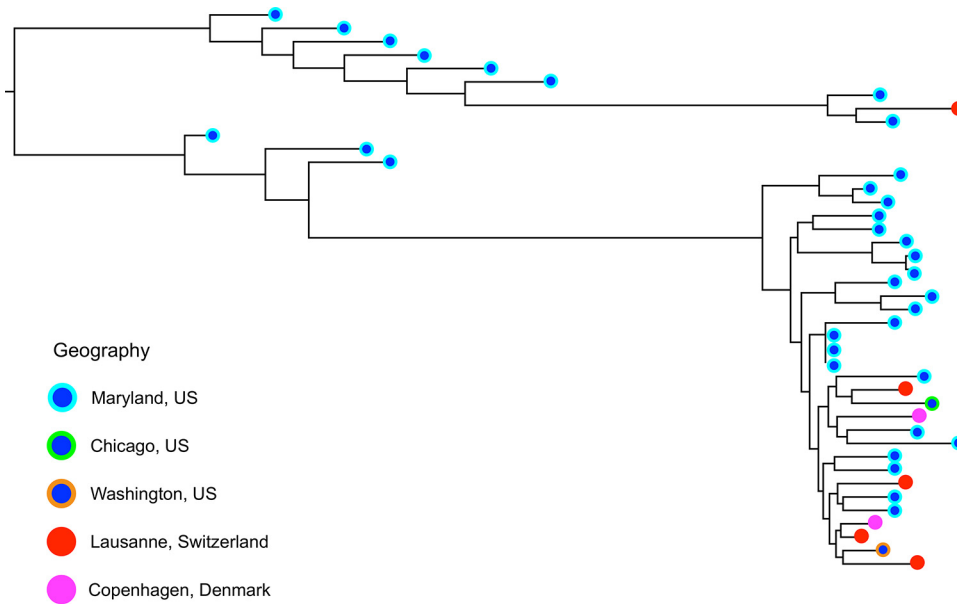 Geography
Maryland, US
Chicago, US
Washington, US
Lausanne, Switzerland
Copenhagen, Denmark